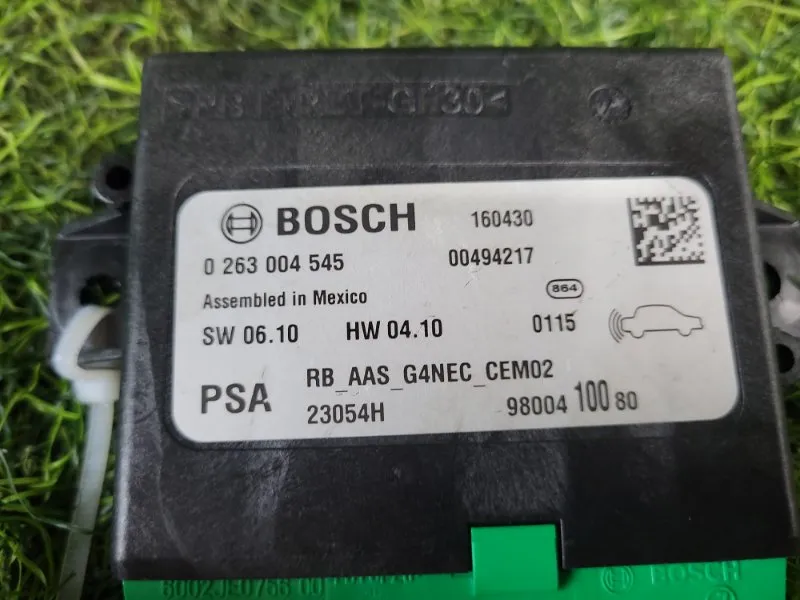 BOSCH 160430
0 263 004 545 00494217
Assembled in Mexico 864
SW 06.10 HW 04.10 0115
PSA RB_AAS_G4NEC_CEM02
23054H 98004 100 80
BOSCH